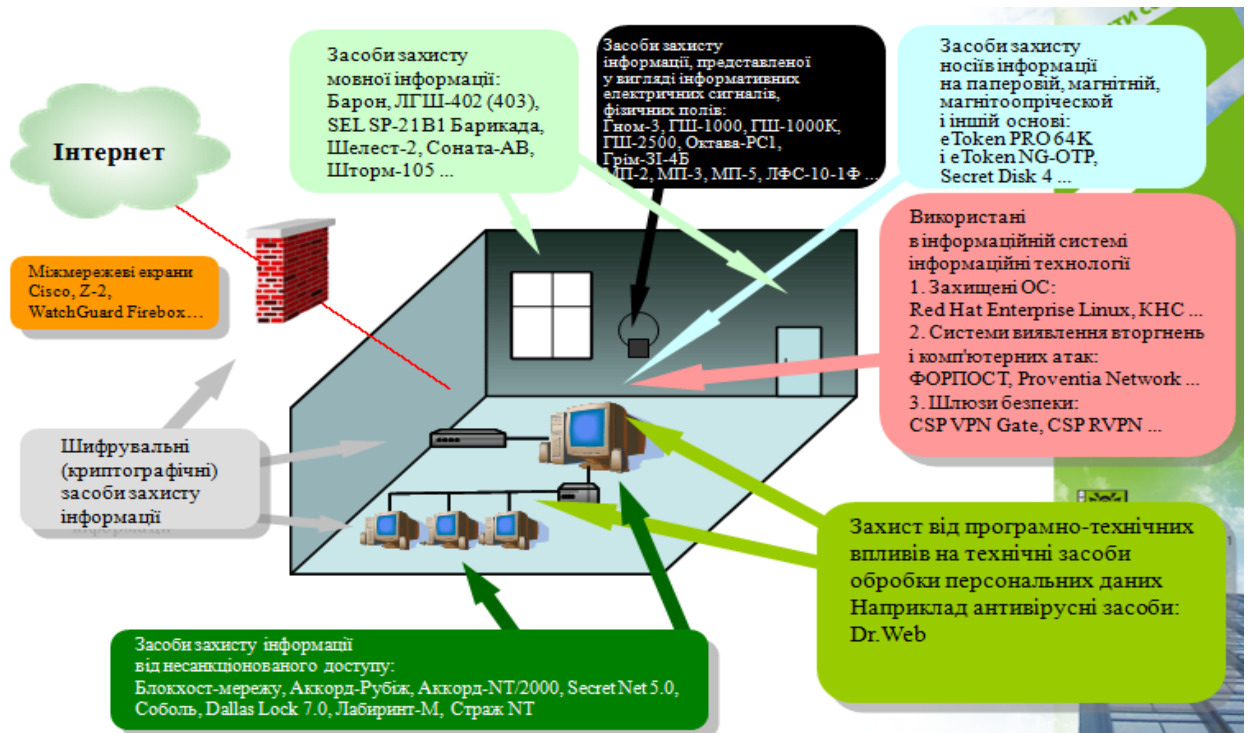 Засоби захисту
мовної інформації:
Барон, ЛГШ-402 (403),
SEL SP-21B1 Барикада,
Шелест-2, Соната-АВ,
Шторм-105 ...
Засоби захисту
інформації, представленої
у вигляді інформативних
електричних сигналів,
фізичних полів:
Гном-3, ГШ-1000, ГШ-1000К,
ГШ-2500, Октава-РС1,
Грім-ЗІ-4Б
МП-2, МП-3, МП-5, ЛФС-10-1Ф ...
Засоби захисту
носіїв інформації
на паперовій, магнітній,
магнітоопріческой
і іншій основі:
eToken PRO 64K
і eToken NG-OTP,
Secret Disk 4 ...
Інтернет
Міжмережеві екрани
Cisco, Z-2,
WatchGuard Firebox…
Використані
в інформаційній системі
інформаційні технології
1. Захищені ОС:
Red Hat Enterprise Linux, КНС ...
2. Системи виявлення вторгнень
і комп'ютерних атак:
ФОРПОСТ, Proventia Network ...
3. Шлюзи безпеки:
CSP VPN Gate, CSP RVPN ...
Шифрувальні
(криптографічні)
засоби захисту
інформації
Захист від програмно-технічних
впливів на технічні засоби
обробки персональних даних
Наприклад антивірусні засоби:
Dr.Web
Засоби захисту інформації
від несанкціонованого доступу:
Блокхост-мережу, Аккорд-Рубіж, Аккорд-NT/2000, Secret Net 5.0,
Соболь, Dallas Lock 7.0, Лабиринт-М, Страж NT